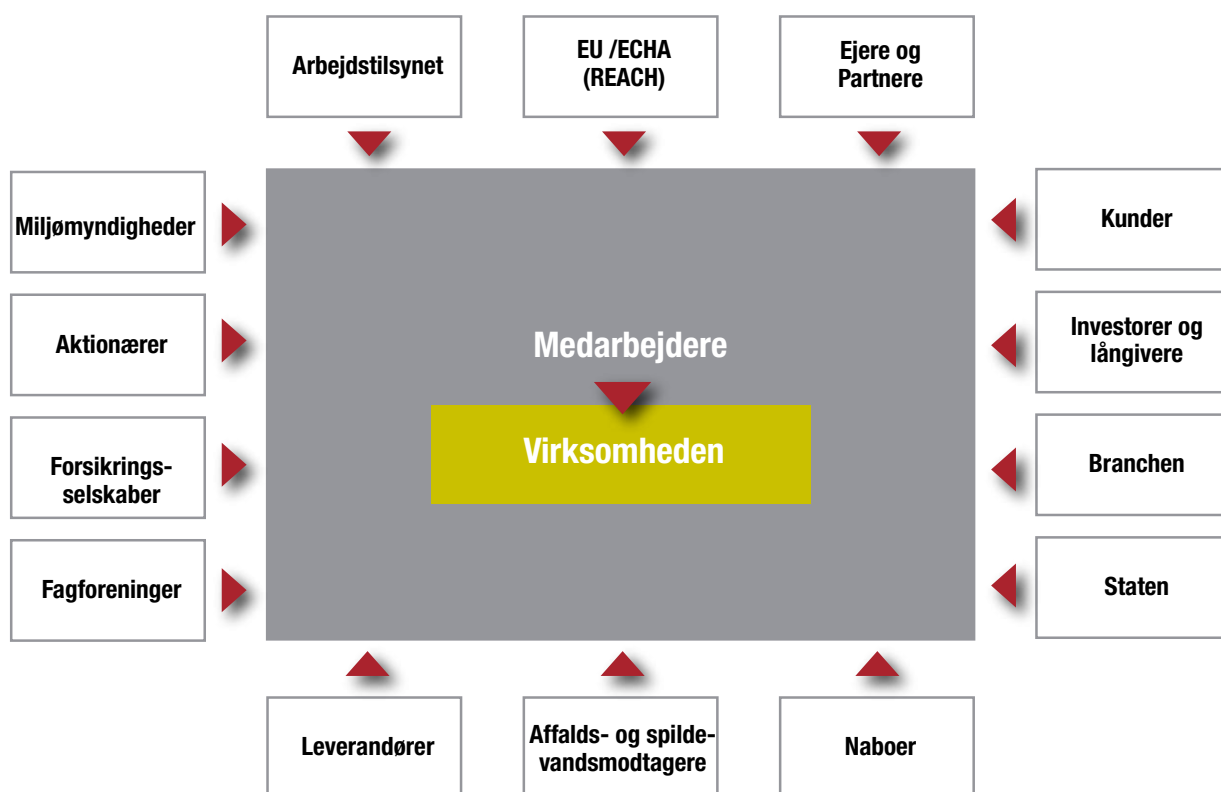 Arbejdstilsynet
EU /ECHA
(REACH)
Ejere og
Partnere
Miljømyndigheder
Aktionærer
Forsikrings-
selskaber
Fagforeninger
Medarbejdere
Virksomheden
Kunder
Investorer og
långivere
Branchen
Staten
Leverandører
Affalds- og spilde-
vandsmodtagere
Naboer